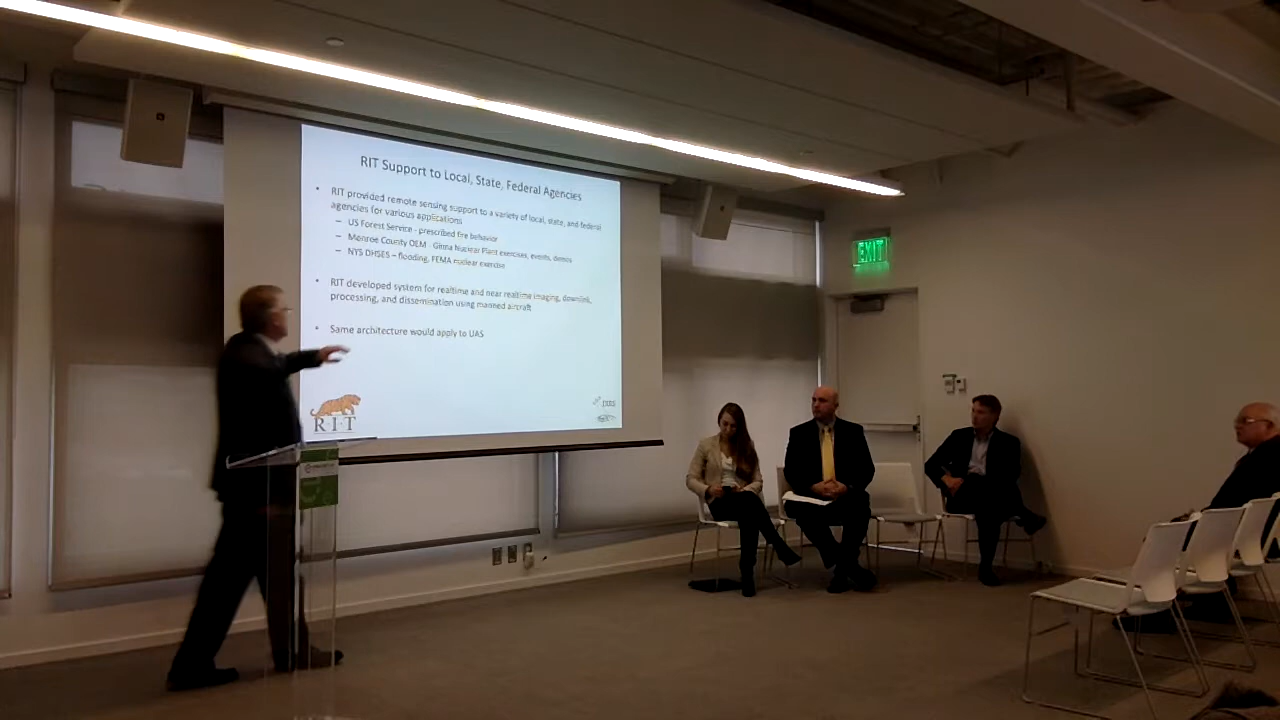 RIT Support to Local, State, Federal Agencies
• RIT provided remote sensing support to a variety of local, state, and federal
agencies for various applications
– US Forest Service - prescribed fire behavior
– Monroe County OEM - Ginna Nuclear Plant exercises, events, demos
– NYS DHSES – flooding, FEMA nuclear exercise
• RIT developed system for realtime and near realtime imaging, downlink,
processing, and dissemination using manned aircraft
• Same architecture would apply to UAS
R·I·T
EXIT